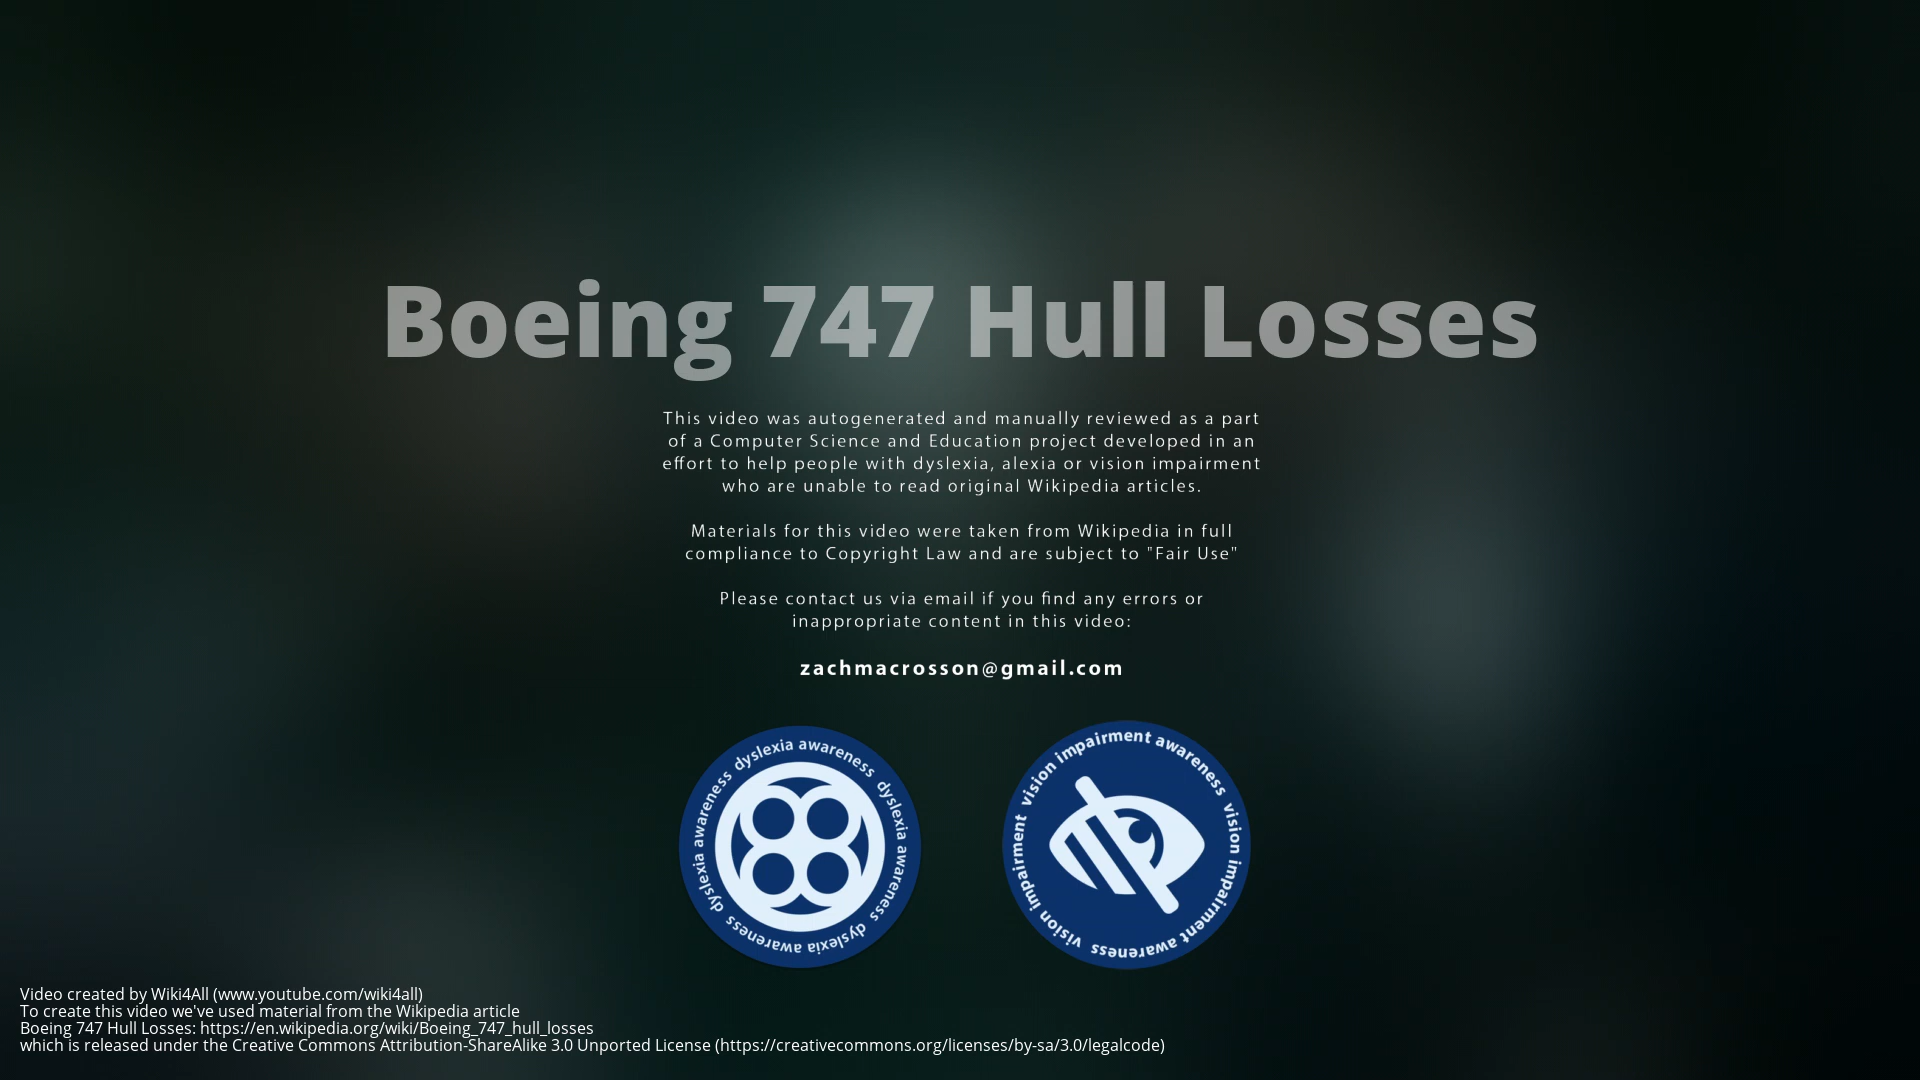 Boeing 747 Hull Losses
This video was autogenerated and manually reviewed as a part
of a Computer Science and Education project developed in an
effort to help people with dyslexia, alexia or vision impairment
who are unable to read original Wikipedia articles.
Materials for this video were taken from Wikipedia in full
compliance to Copyright Law and are subject to "Fair Use"
Please contact us via email if you find any errors or
inappropriate content in this video:
zachmacrosson@gmail.com
dyslexia awareness dyslexia awareness dyslexia awareness dyslexia awareness
vision impairment awareness vision impairment awareness vision impairment
Video created by Wiki4All (www.youtube.com/wiki4all)
To create this video we've used material from the Wikipedia article
Boeing 747 Hull Losses: https://en.wikipedia.org/wiki/Boeing_747_hull_losses
which is released under the Creative Commons Attribution-ShareAlike 3.0 Unported License (https://creativecommons.org/licenses/by-sa/3.0/legalcode)